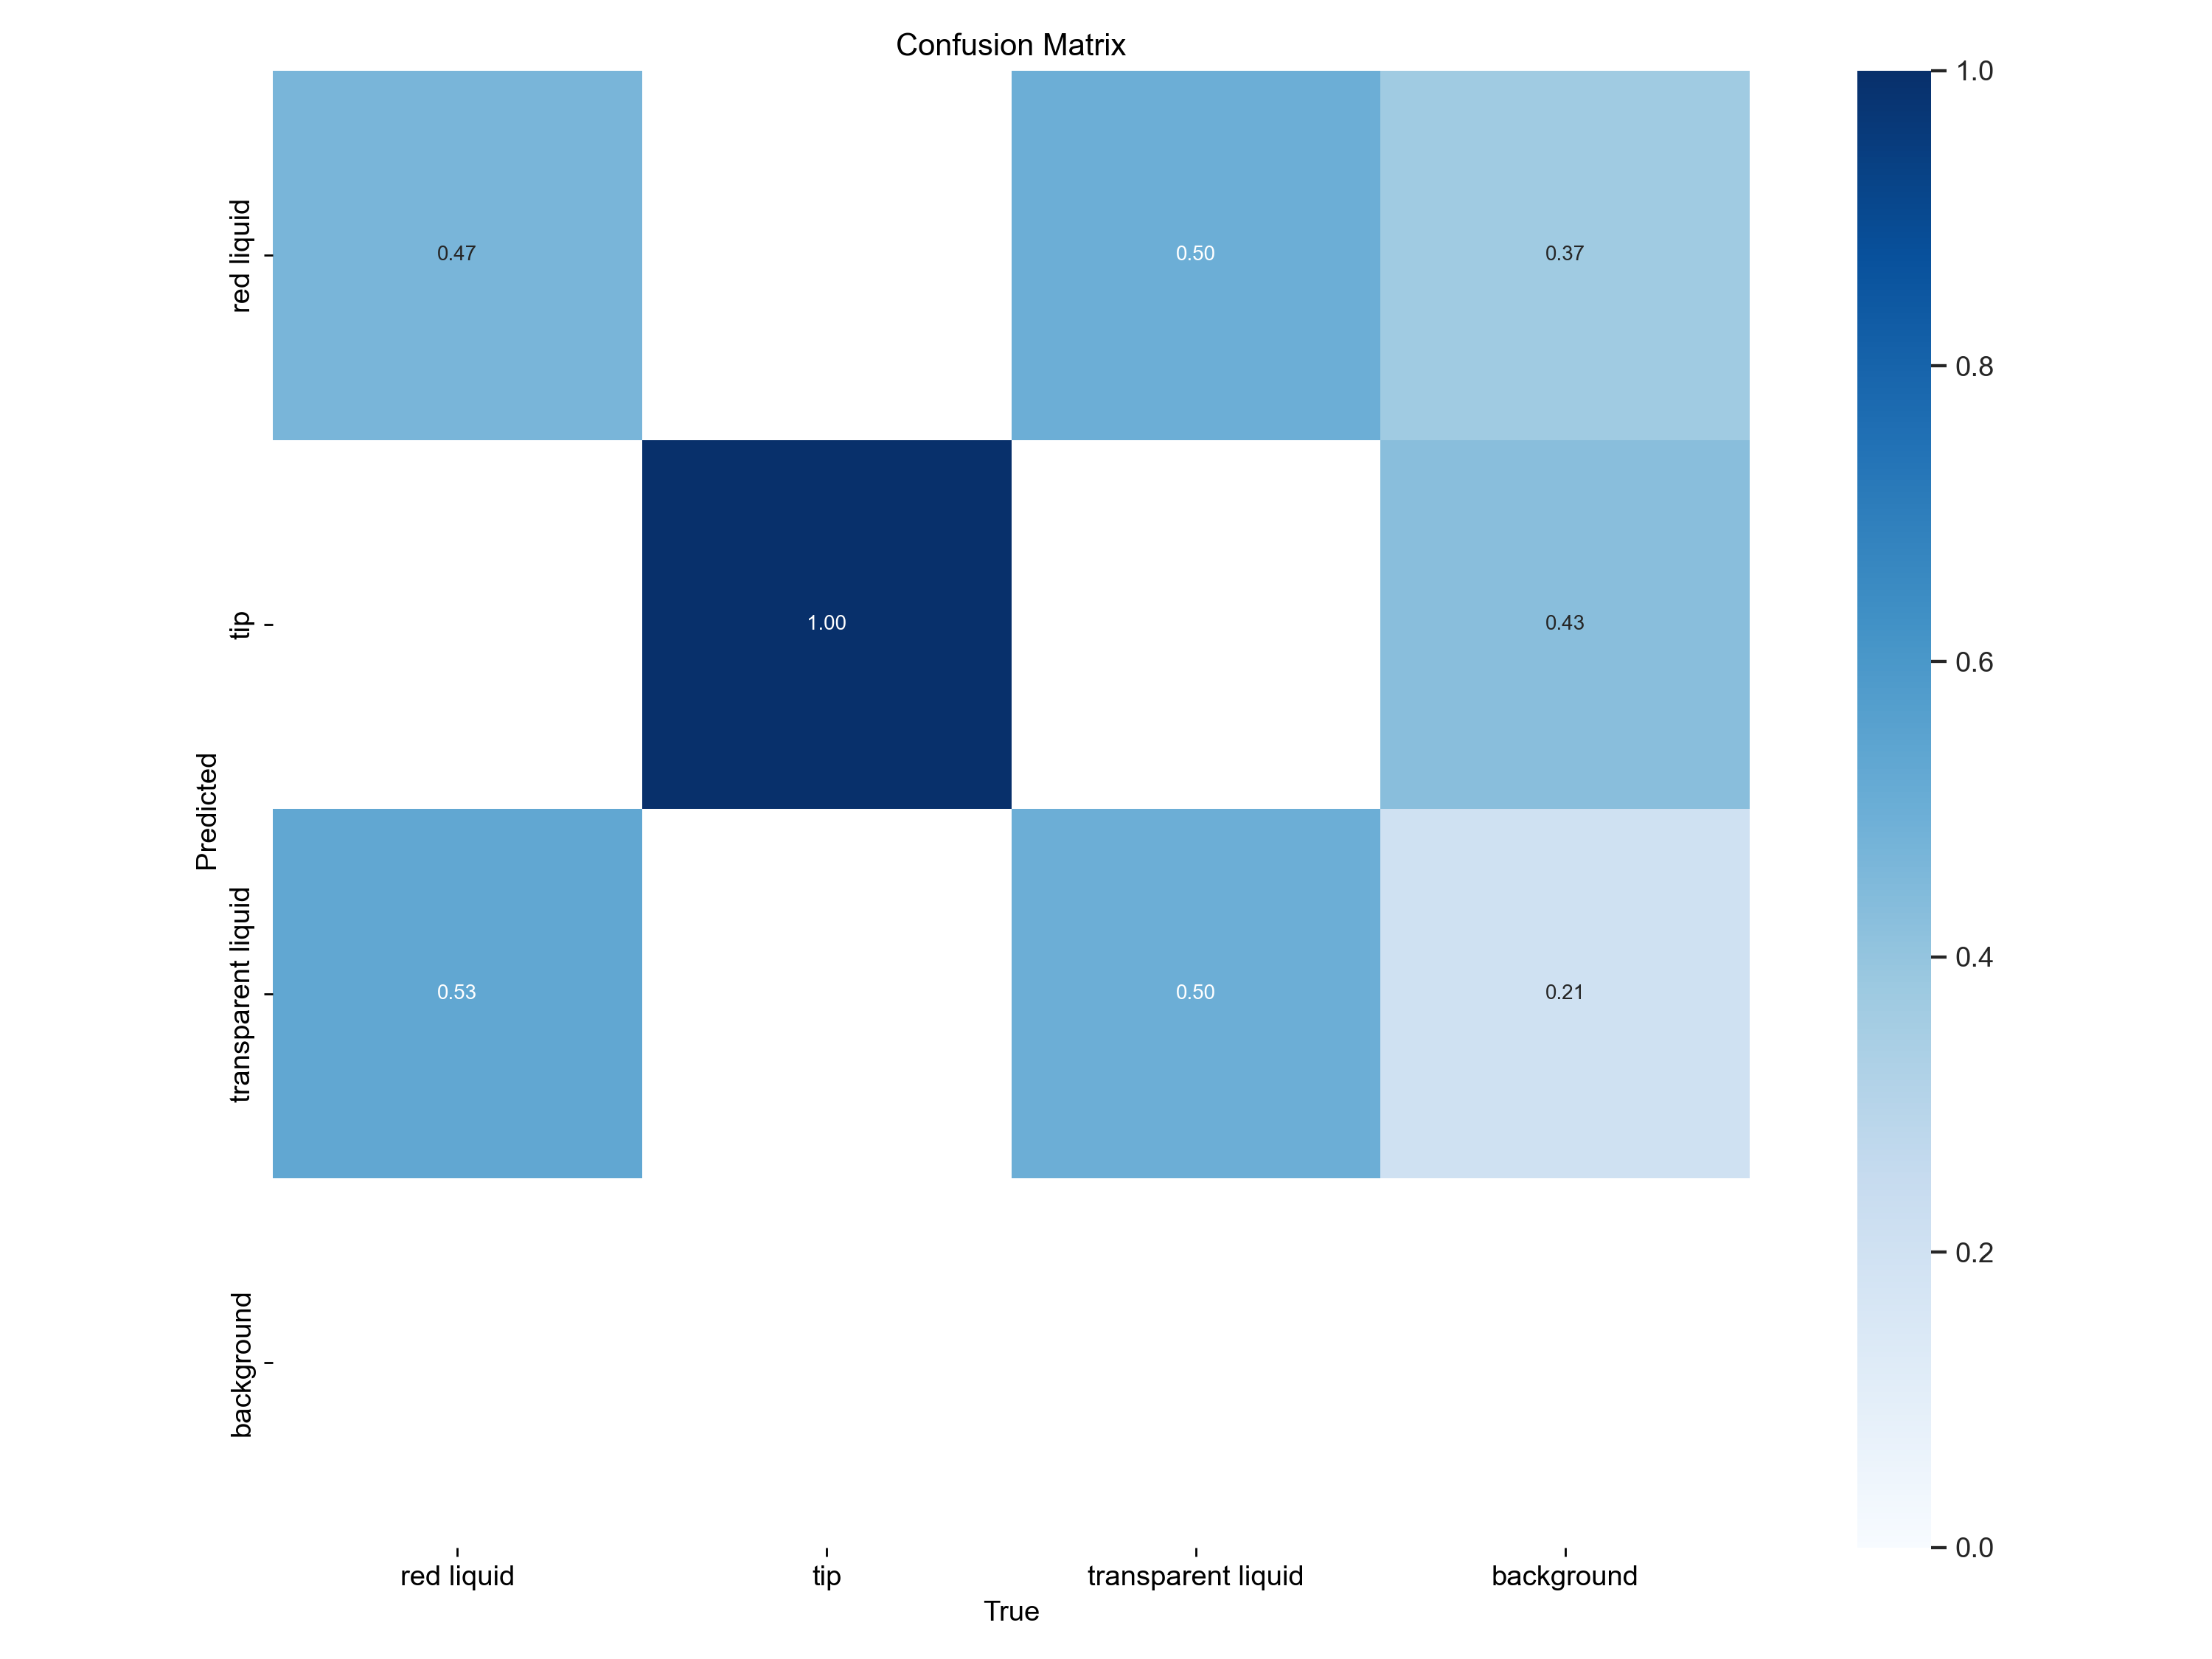 Confusion Matrix
1.0
red liquid
0.47
0.50
0.37
0.8
tip
1.00
0.43
0.6
Predicted
transparent liquid
0.53
0.50
0.21
0.4
0.2
background
0.0
red liquid
tip
transparent liquid
background
True